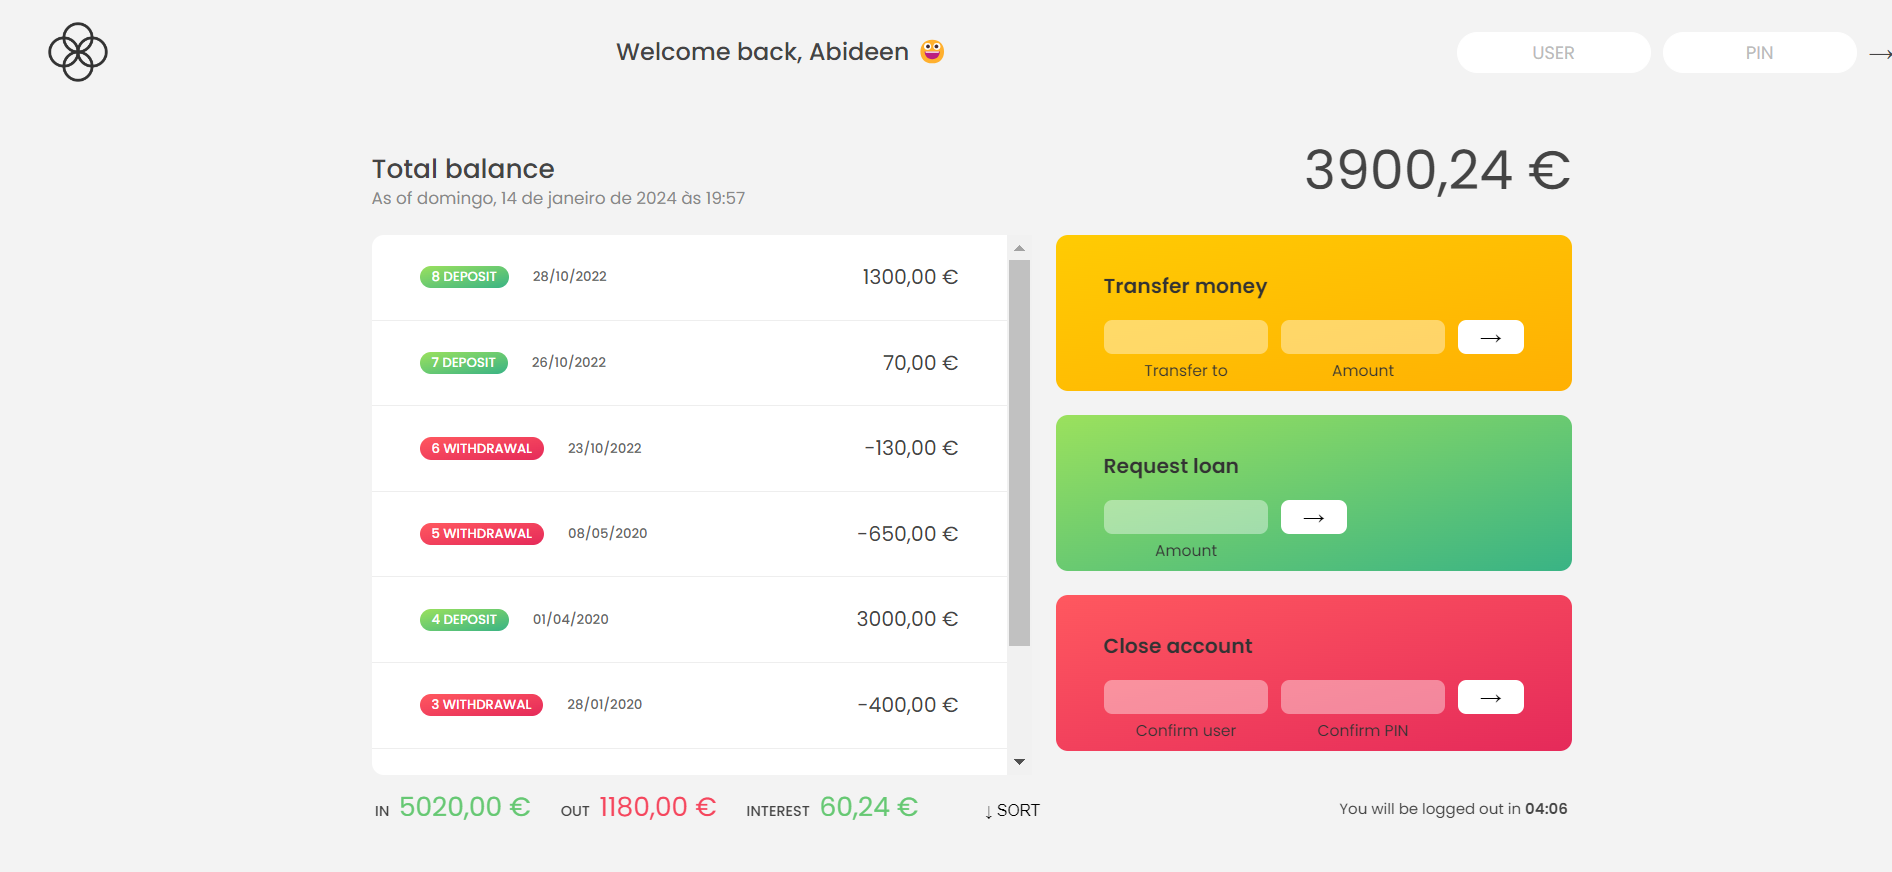 Welcome back, Abideen
USER
PIN
→
Total balance
As of domingo, 14 de janeiro de 2024 às 19:57
3900,24 €
8 DEPOSIT 28/10/2022 1300,00 €
7 DEPOSIT 26/10/2022 70,00 €
6 WITHDRAWAL 23/10/2022 -130,00 €
5 WITHDRAWAL 08/05/2020 -650,00 €
4 DEPOSIT 01/04/2020 3000,00 €
3 WITHDRAWAL 28/01/2020 -400,00 €
Transfer money
→
Transfer to Amount
Request loan
→
Amount
Close account
→
Confirm user Confirm PIN
IN 5020,00 € OUT 1180,00 € INTEREST 60,24 € ↓ SORT
You will be logged out in 04:06